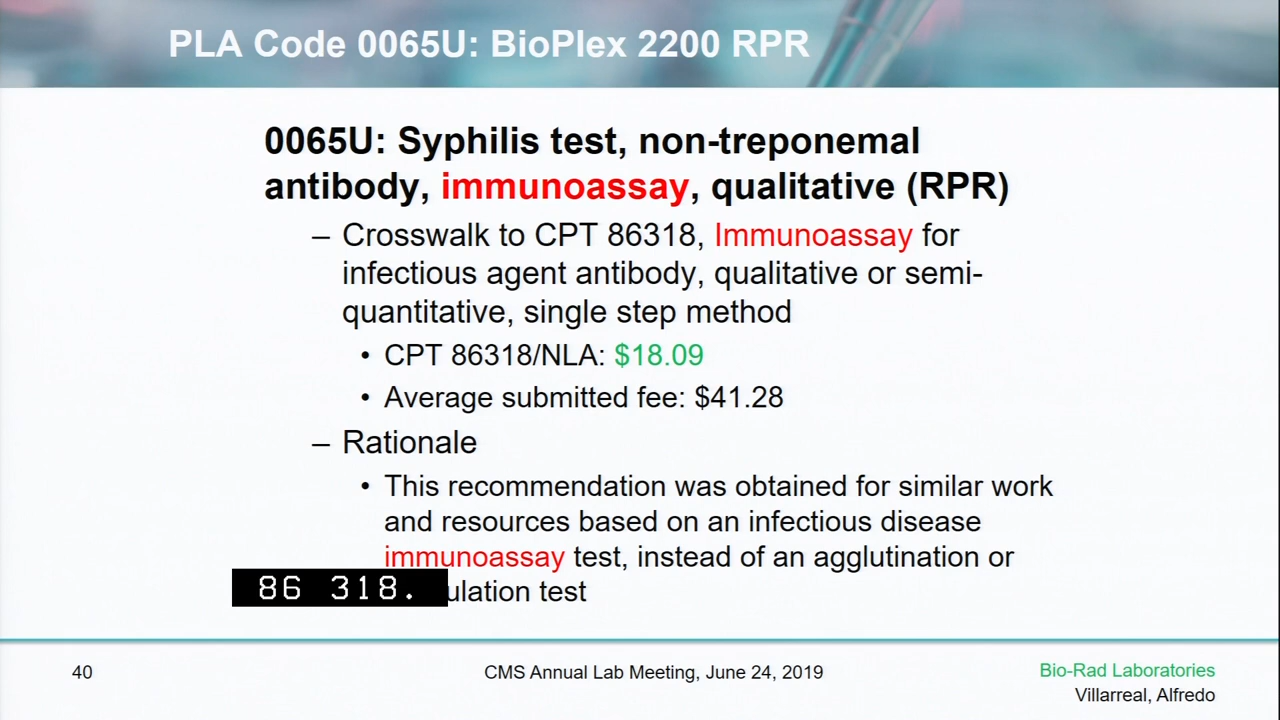 PLA Code 0065U: BioPlex 2200 RPR
0065U: Syphilis test, non-treponemal
antibody, immunoassay, qualitative (RPR)
– Crosswalk to CPT 86318, Immunoassay for
infectious agent antibody, qualitative or semi-
quantitative, single step method
• CPT 86318/NLA: $18.09
• Average submitted fee: $41.28
– Rationale
• This recommendation was obtained for similar work
and resources based on an infectious disease
immunoassay test, instead of an agglutination or
ulation test
86 318.
40
CMS Annual Lab Meeting, June 24, 2019
Bio-Rad Laboratories
Villarreal, Alfredo